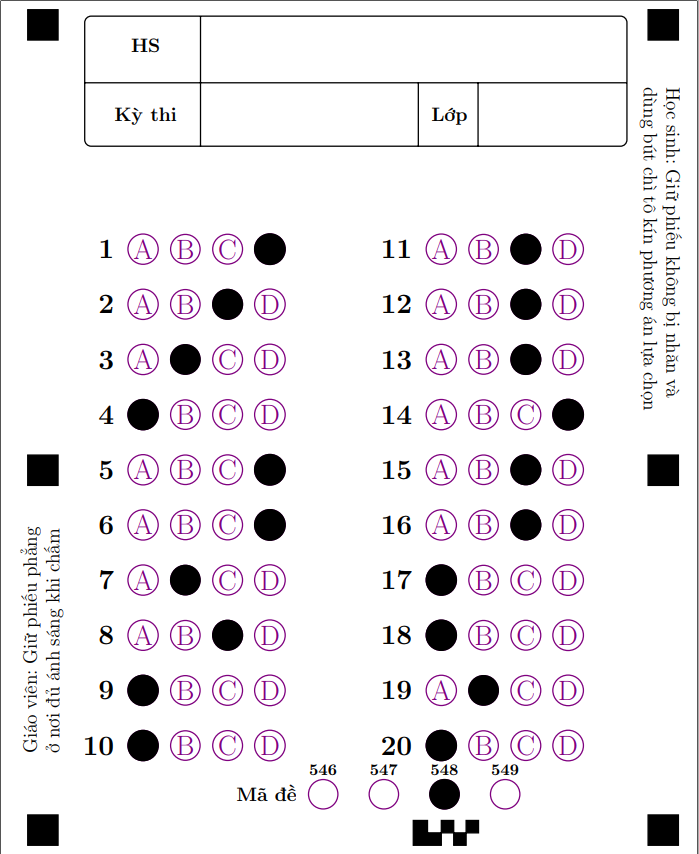 HS
Kỳ thi
Lớp
Học sinh: Giữ phiếu không bị nhăn và
dùng bút chì tô kín phương án lựa chọn
1 A B C
2 A B D
3 A C D
4 B C D
5 A B C
6 A B C
7 A C D
8 A B D
9 B C D
10 B C D
11 A B D
12 A B D
13 A B D
14 A B C
15 A B D
16 A B D
17 B C D
18 B C D
19 A C D
20 B C D
Giáo viên: Giữ phiếu phẳng
ở nơi đủ ánh sáng khi chấm
546 547 548 549
Mã đề